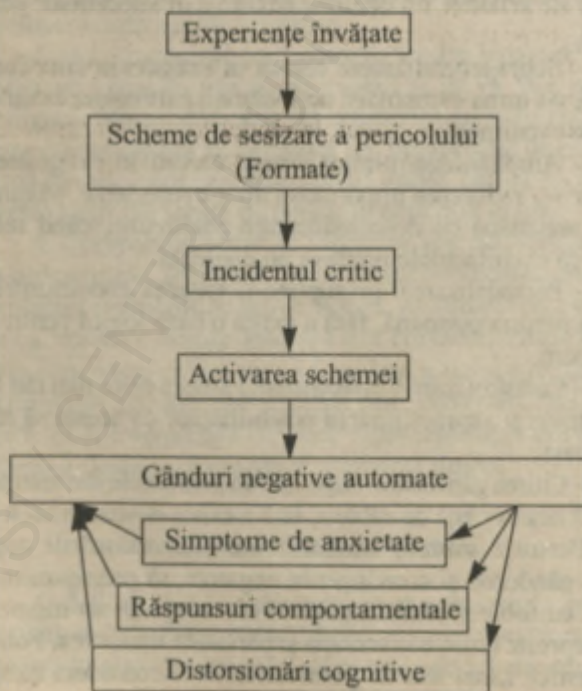 Experiențe învățate
Scheme de sesizare a pericolului
(Formate)
Incidentul critic
Activarea schemei
Gânduri negative automate
Simptome de anxietate
Răspunsuri comportamentale
Distorsionări cognitive